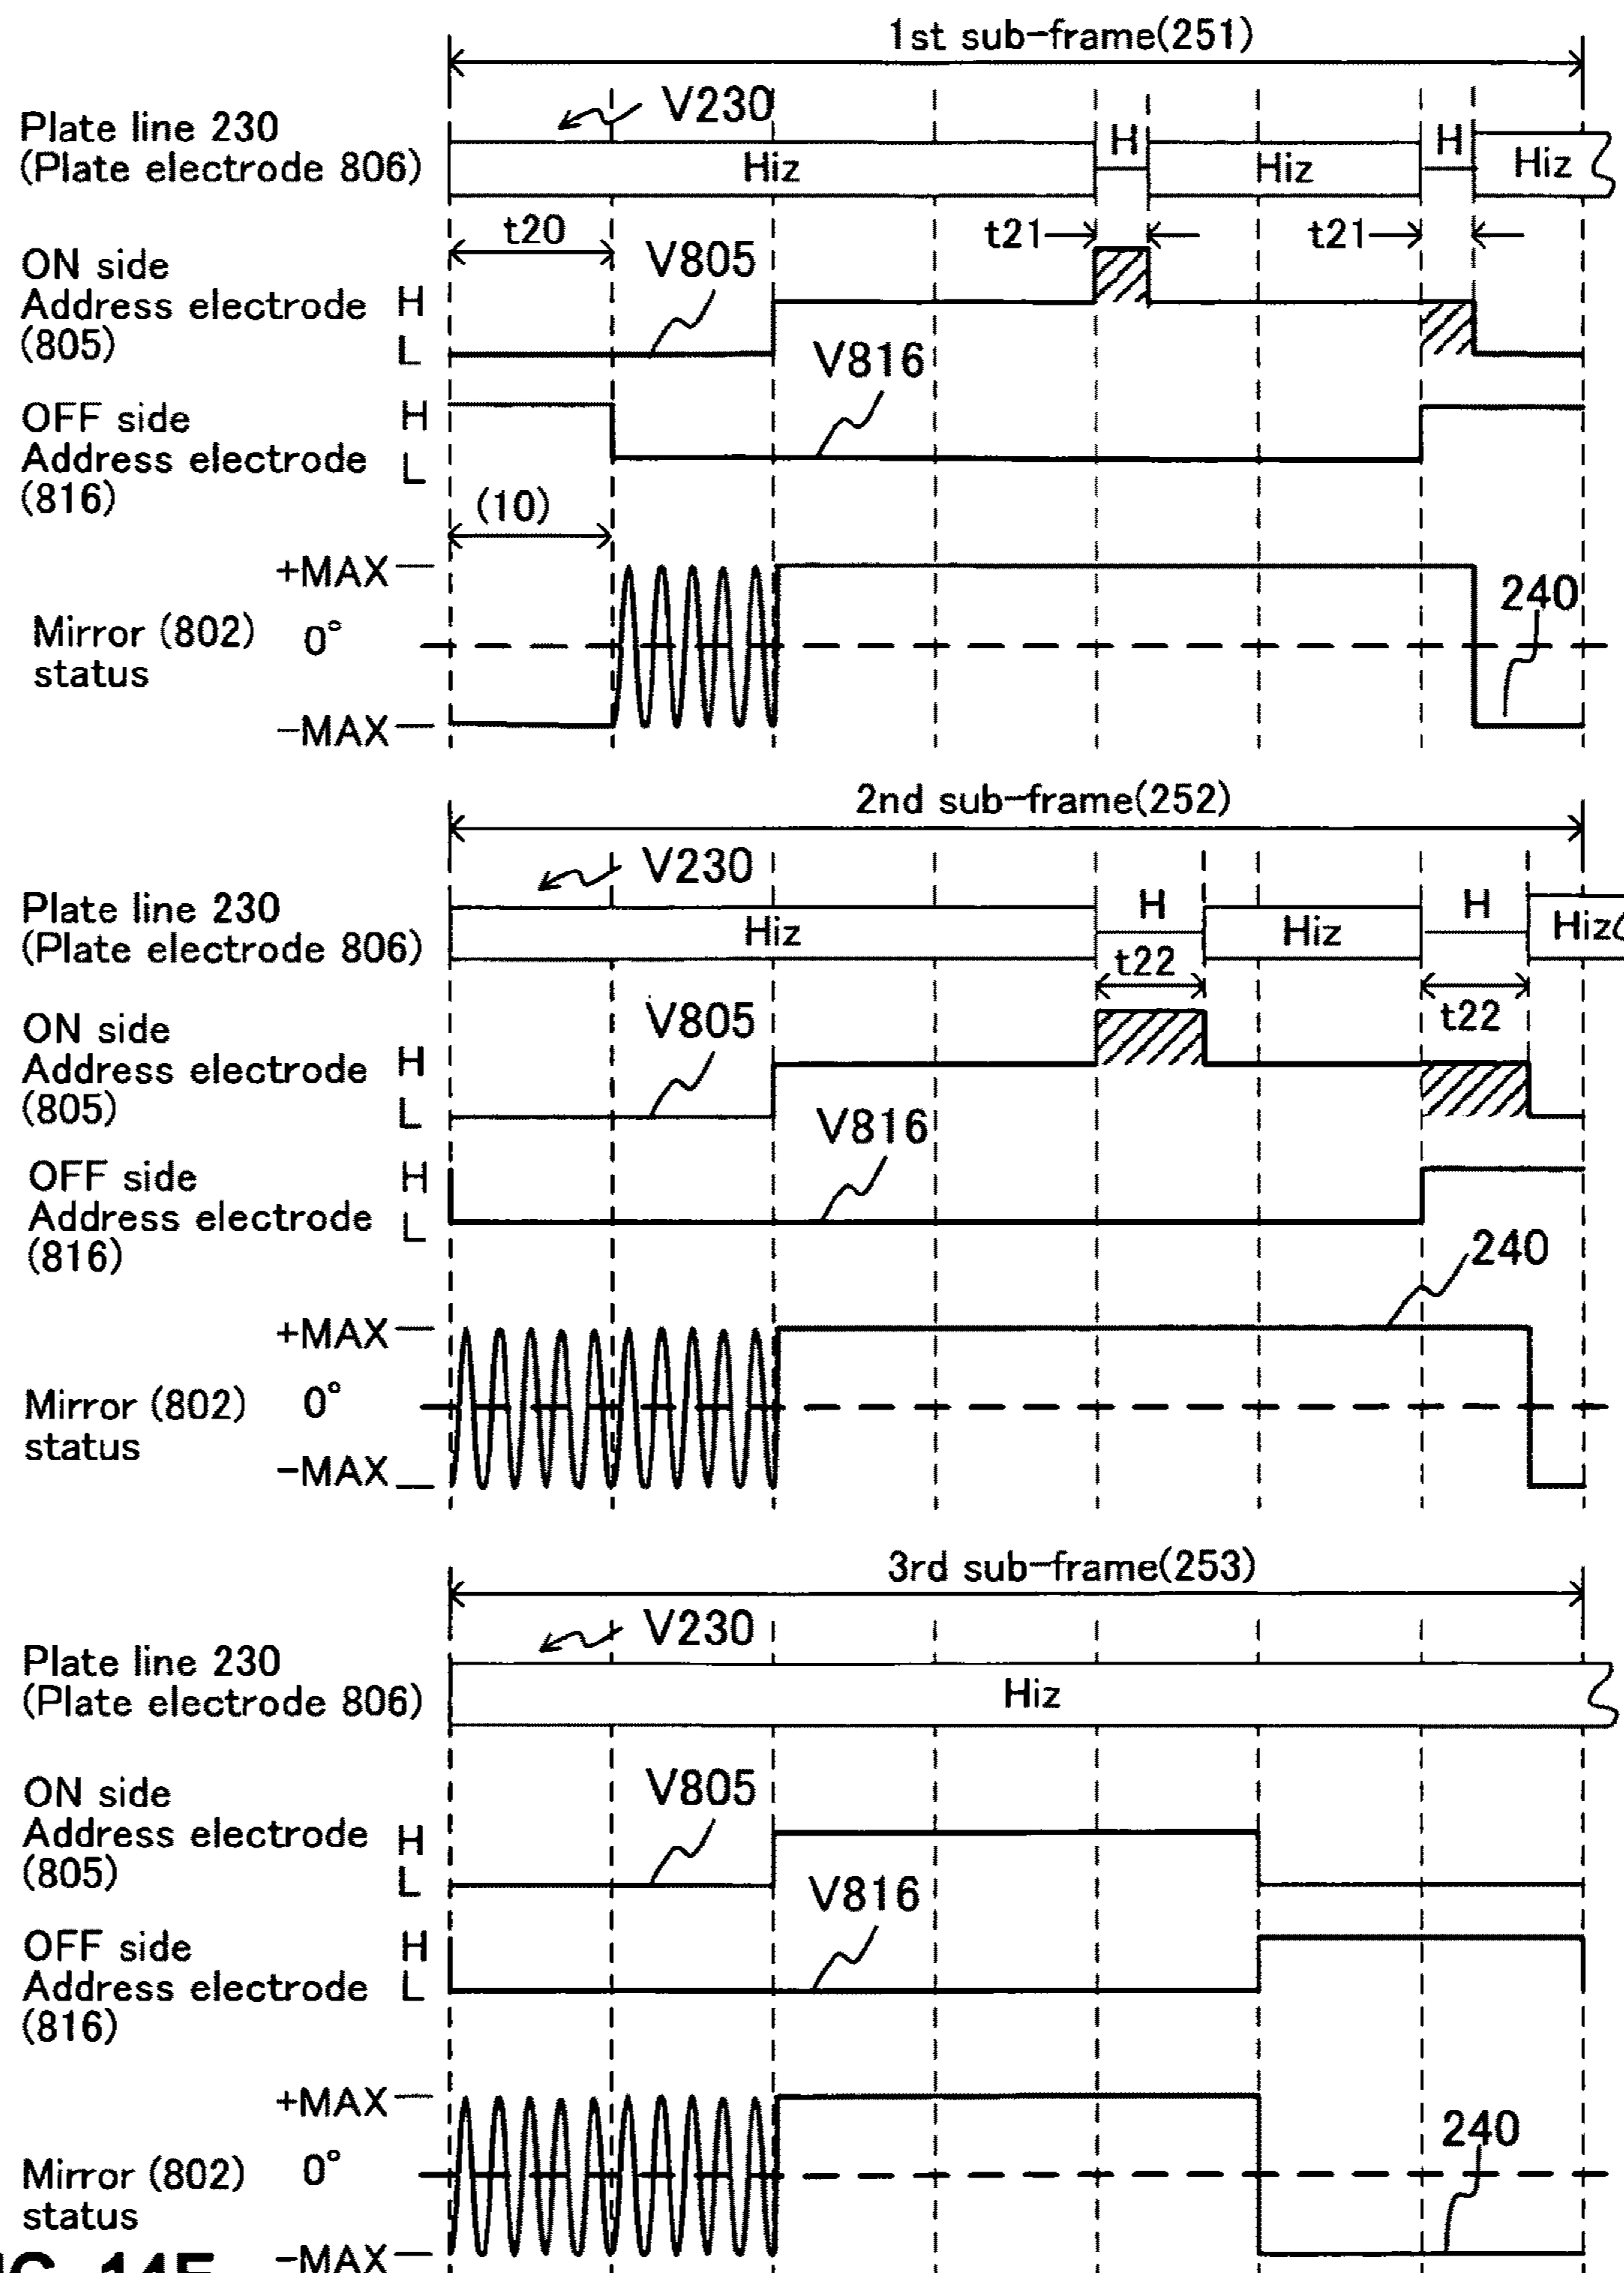 1st sub-frame(251)
Plate line 230
(Plate electrode 806)
V230
Hiz
H
Hiz
H
Hiz
t20
t21
t21
ON side
Address electrode
(805)
H
L
V805
OFF side
Address electrode
(816)
H
L
V816
(10)
+MAX
Mirror (802)
status
0°
-MAX
240
2nd sub-frame(252)
Plate line 230
(Plate electrode 806)
V230
Hiz
H
Hiz
H
Hiz
t22
t22
ON side
Address electrode
(805)
H
L
V805
OFF side
Address electrode
(816)
H
L
V816
240
+MAX
Mirror (802)
status
0°
-MAX
3rd sub-frame(253)
Plate line 230
(Plate electrode 806)
V230
Hiz
ON side
Address electrode
(805)
H
L
V805
OFF side
Address electrode
(816)
H
L
V816
+MAX
Mirror (802)
status
0°
-MAX
240